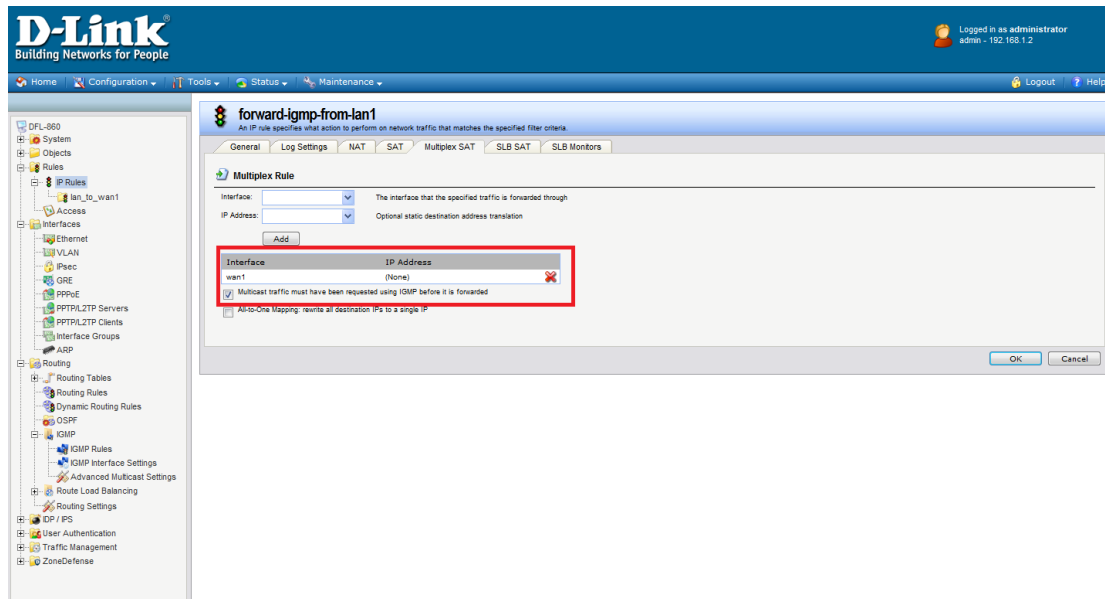 D-Link®
Building Networks for People
Logged in as administrator
admin - 192.168.1.2
Home Configuration Tools Status Maintenance Logout Help
DFL-860
System
Objects
Rules
IP Rules
lan_to_wan1
Access
Interfaces
Ethernet
VLAN
IPsec
GRE
PPPoE
PPTP/L2TP Servers
PPTP/L2TP Clients
Interface Groups
ARP
Routing
Routing Tables
Routing Rules
Dynamic Routing Rules
OSPF
IGMP
IGMP Rules
IGMP Interface Settings
Advanced Multicast Settings
Route Load Balancing
Routing Settings
IDP / IPS
User Authentication
Traffic Management
ZoneDefense
forward-igmp-from-lan1
An IP rule specifies what action to perform on network traffic that matches the specified filter criteria.
General Log Settings NAT SAT Multiplex SAT SLB SAT SLB Monitors
Multiplex Rule
Interface: The interface that the specified traffic is forwarded through
IP Address: Optional static destination address translation
Add
Interface IP Address
wan1 (None)
Multicast traffic must have been requested using IGMP before it is forwarded
All-to-One Mapping: rewrite all destination IPs to a single IP
OK Cancel